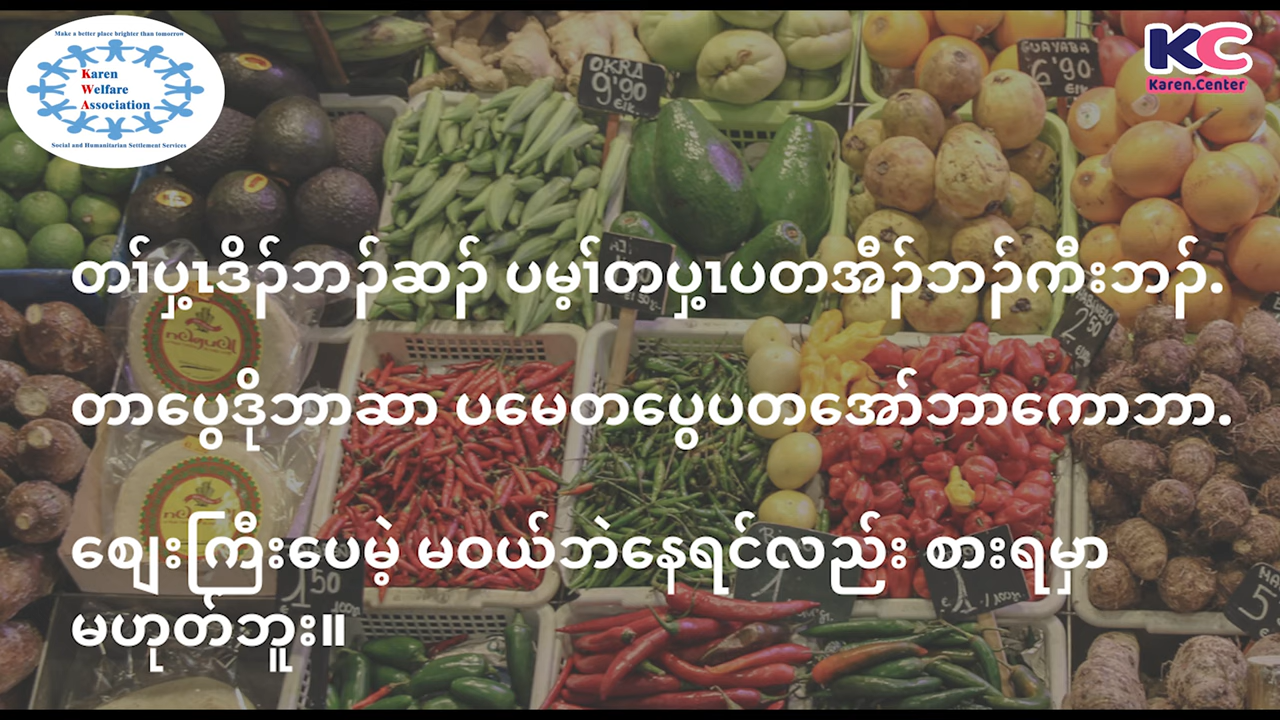 Make a better place brighter than tomorrow
Karen
Welfare
Association
Social and Humanitarian Settlement Services
KC
Karen.Center
OKRA
9'90
GUAYABA
6'90
2'50
တၢ်ပှ့ၤဒိၣ်ဘၣ်ဆၣ် ပမ့ၢ်တပှ့ၤပတအီၣ်ဘၣ်ကီးဘၣ်.
တာပွေဒိုဘာဆာ ပမေတပွေပတအော်ဘာကောဘာ.
ဈေးကြီးပေမဲ့ မဝယ်ဘဲနေရင်လည်း စားရမှာ
မဟုတ်ဘူး။